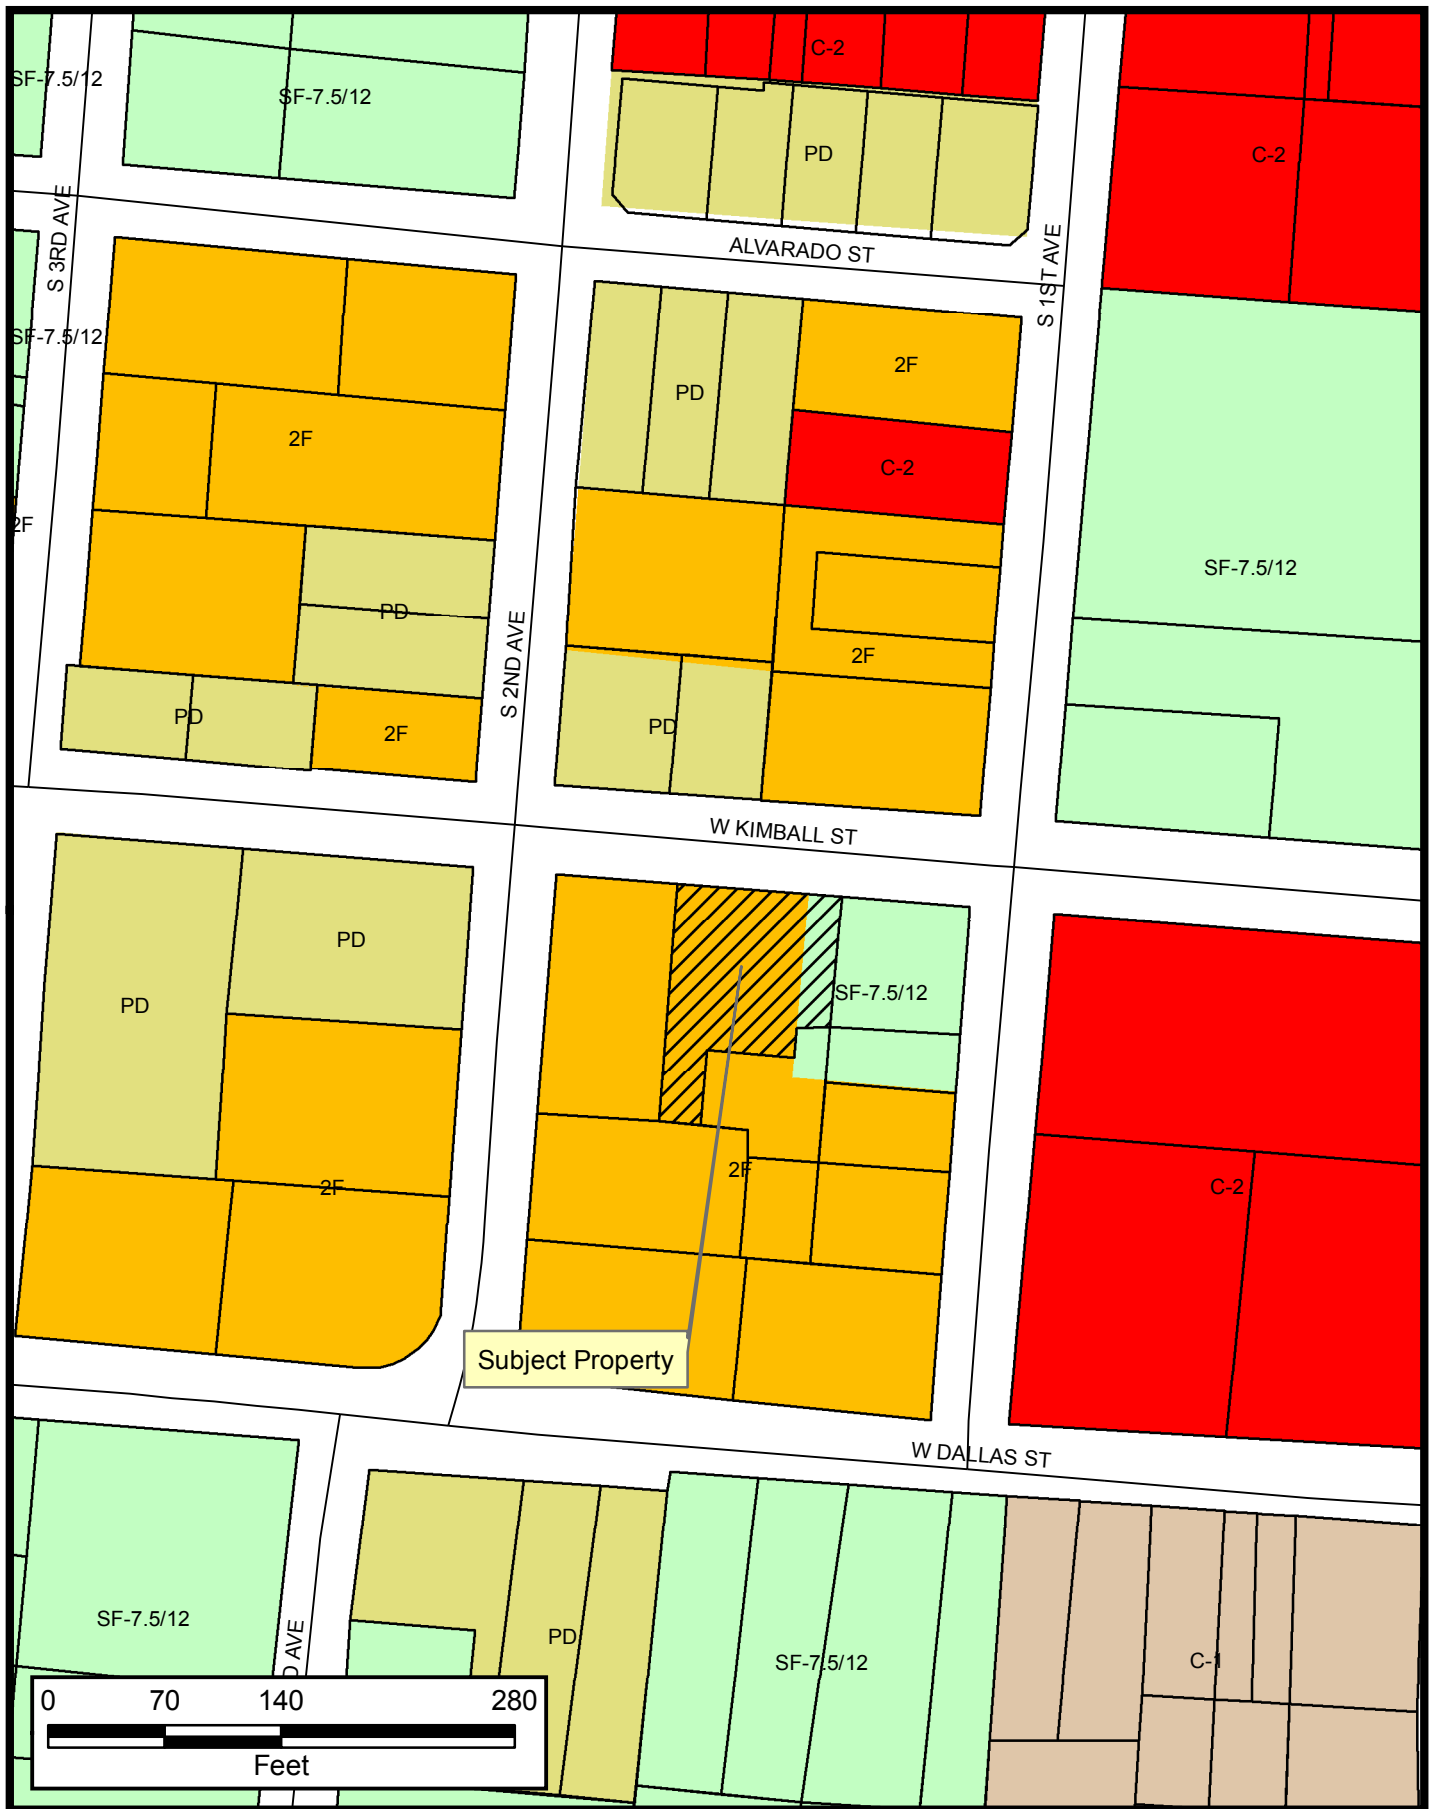 C-2
SF-7.5/12
SF-7.5/12
PD
C-2
S 3RD AVE
ALVARADO ST
S 1ST AVE
SF-7.5/12
2F
PD
2F
C-2
2F
2F
SF-7.5/12
PD
S 2ND AVE
2F
PD
PD
2F
W KIMBALL ST
PD
PD
SF-7.5/12
2F
2F
C-2
Subject Property
W DALLAS ST
SF-7.5/12
PD
SF-7.5/12
C-1
D AVE
0 70 140 280
Feet